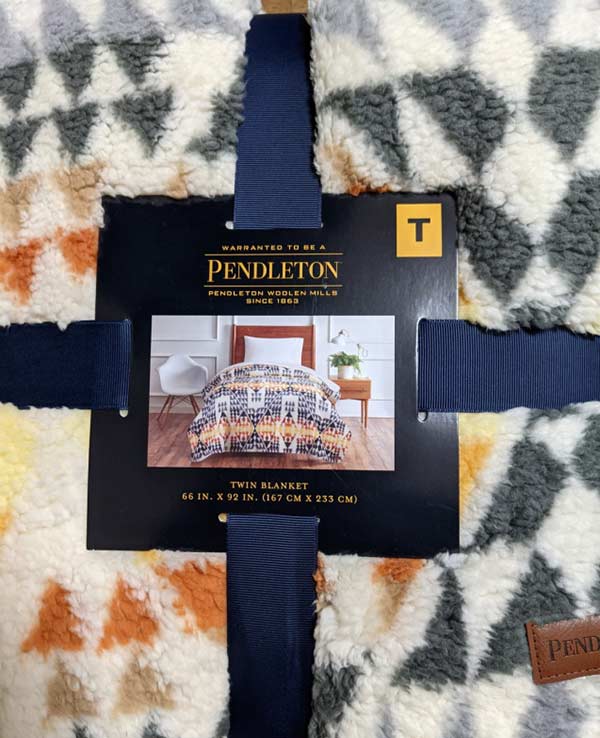 T
WARRANTED TO BE A
PENDLETON
PENDLETON WOOLEN MILLS
SINCE 1863
TWIN BLANKET
66 IN. X 92 IN. (167 CM X 233 CM)
PEND